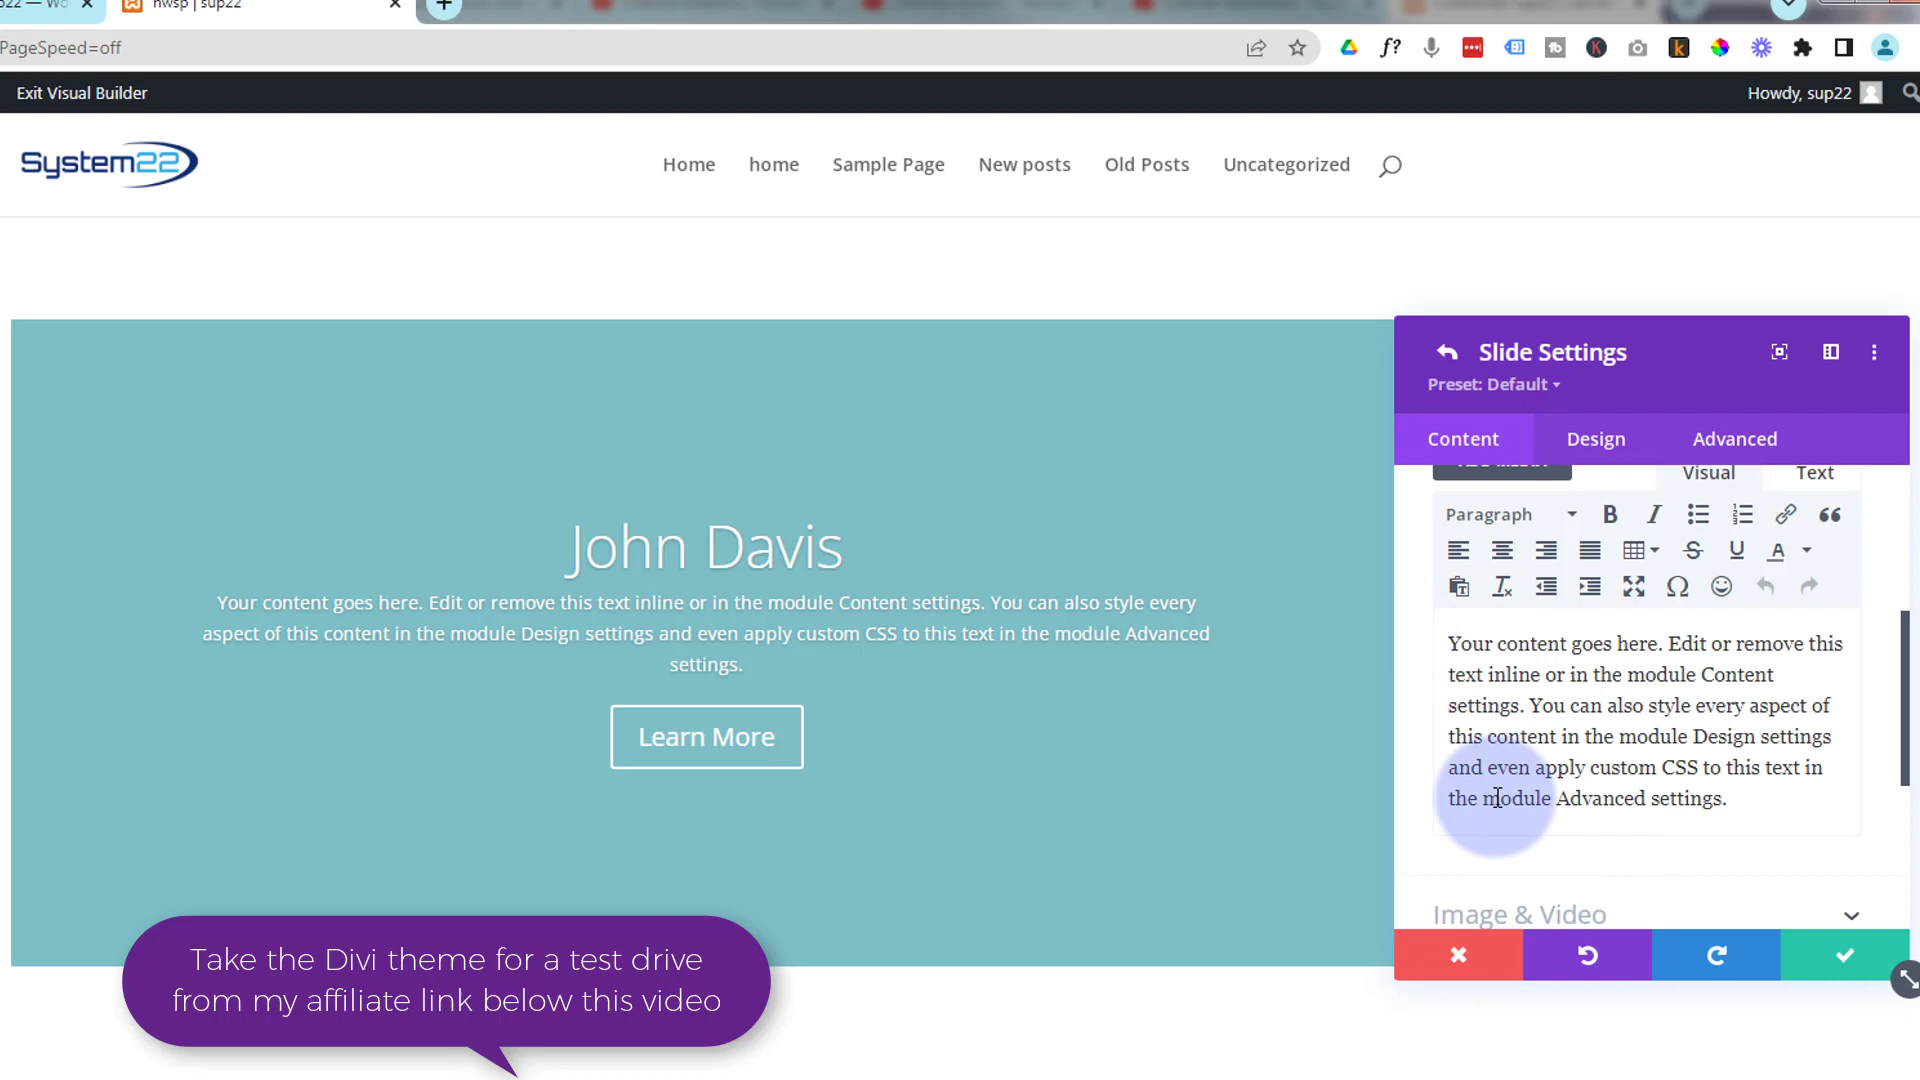 hwsp | sup22
PageSpeed=off
Exit Visual Builder
Howdy, sup22
System22
Home
home
Sample Page
New posts
Old Posts
Uncategorized
Slide Settings
Preset: Default
Content
Design
Advanced
Visual
Text
Paragraph
Your content goes here. Edit or remove this
text inline or in the module Content
settings. You can also style every aspect of
this content in the module Design settings
and even apply custom CSS to this text in
the module Advanced settings.
Image & Video
John Davis
Your content goes here. Edit or remove this text inline or in the module Content settings. You can also style every
aspect of this content in the module Design settings and even apply custom CSS to this text in the module Advanced
settings.
Learn More
Take the Divi theme for a test drive
from my affiliate link below this video